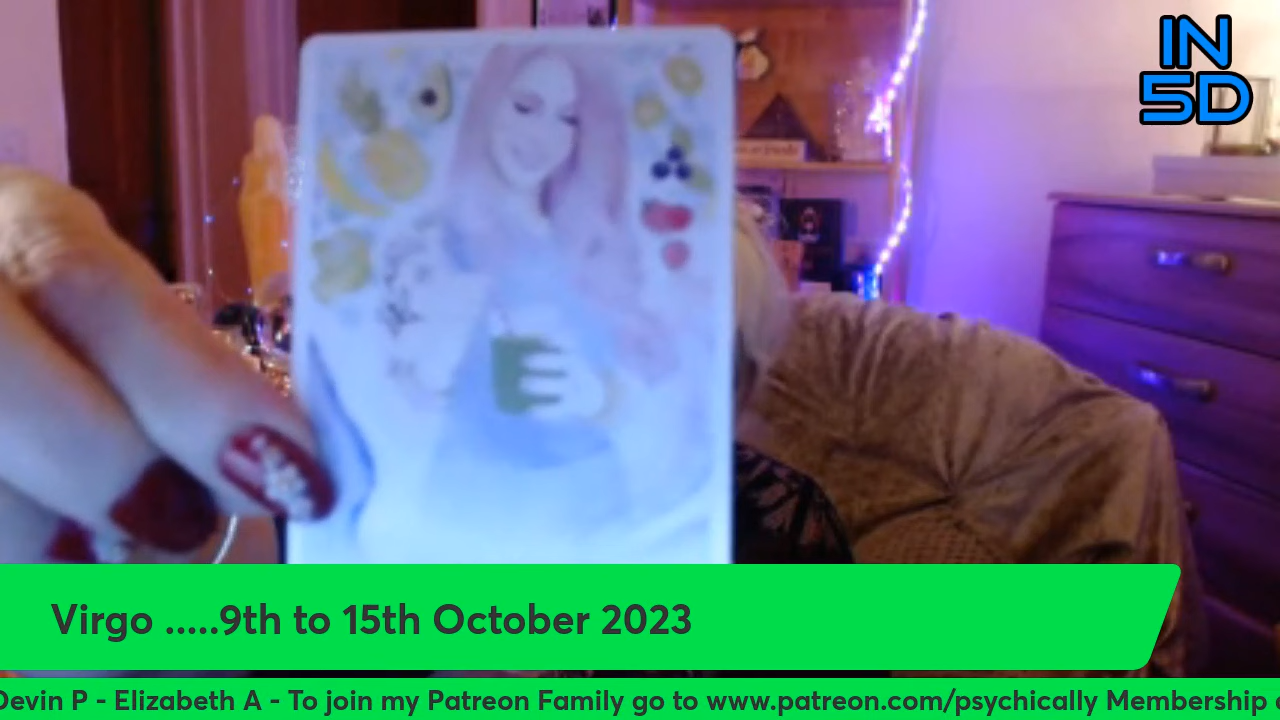 IN
5D
Virgo .....9th to 15th October 2023
Devin P - Elizabeth A - To join my Patreon Family go to www.patreon.com/psychically Membership